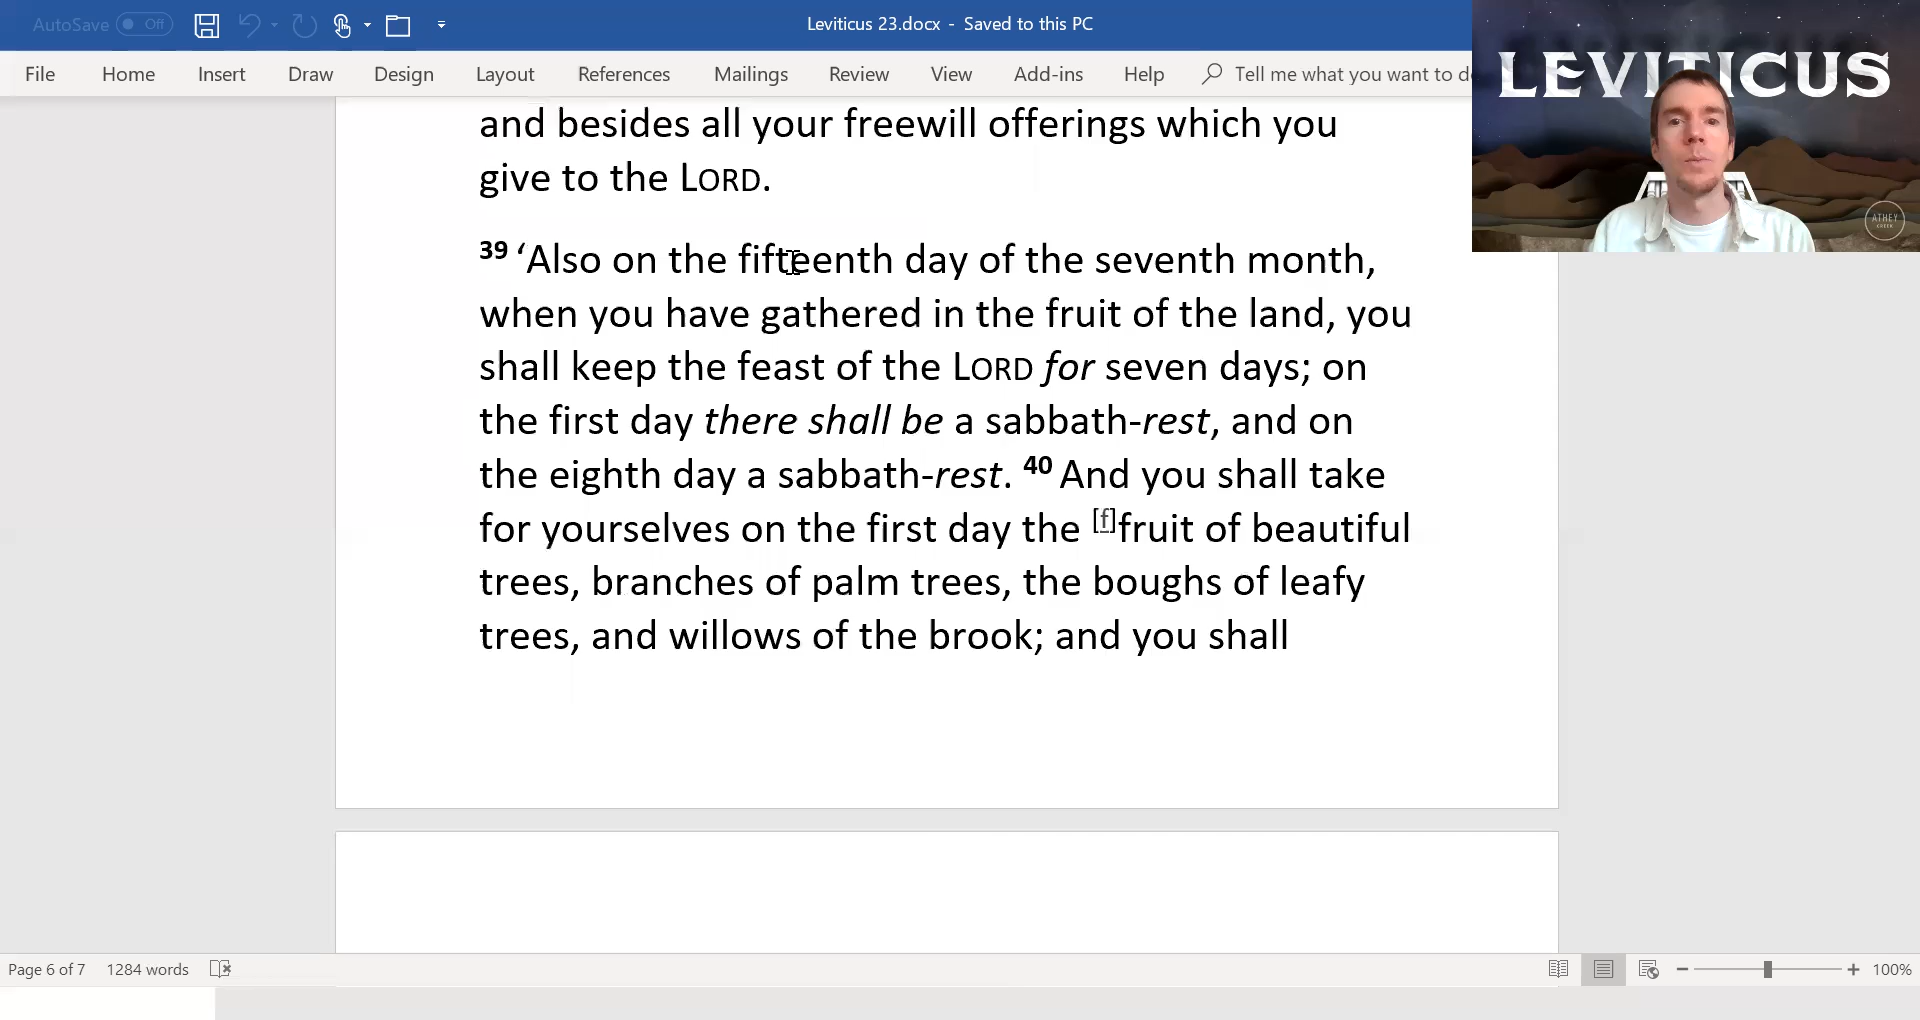 AutoSave Off
Leviticus 23.docx - Saved to this PC
File Home Insert Draw Design Layout References Mailings Review View Add-ins Help Tell me what you want to do
LEVITICUS
ATHEY
CREEK
and besides all your freewill offerings which you
give to the LORD.
39 ‘Also on the fifteenth day of the seventh month,
when you have gathered in the fruit of the land, you
shall keep the feast of the LORD for seven days; on
the first day there shall be a sabbath-rest, and on
the eighth day a sabbath-rest. 40 And you shall take
for yourselves on the first day the [f]fruit of beautiful
trees, branches of palm trees, the boughs of leafy
trees, and willows of the brook; and you shall
Page 6 of 7 1284 words 100%